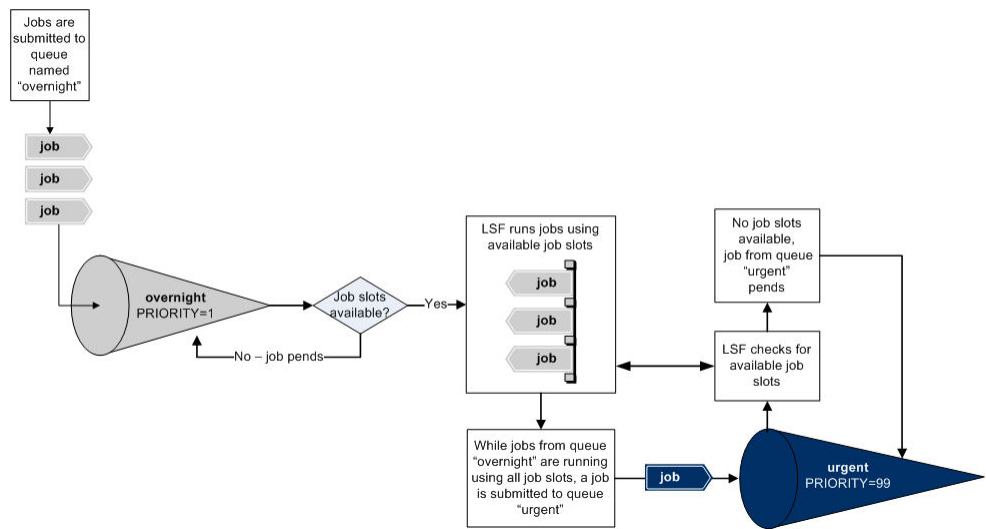 Jobs are
submitted to
queue
named
“overnight”
job
job
job
overnight
PRIORITY=1
Job slots
available?
No – job pends
Yes
LSF runs jobs using
available job slots
job
job
job
While jobs from queue
“overnight” are running
using all job slots, a job
is submitted to queue
“urgent”
job
urgent
PRIORITY=99
LSF checks for
available job
slots
No job slots
available,
job from queue
“urgent”
pends